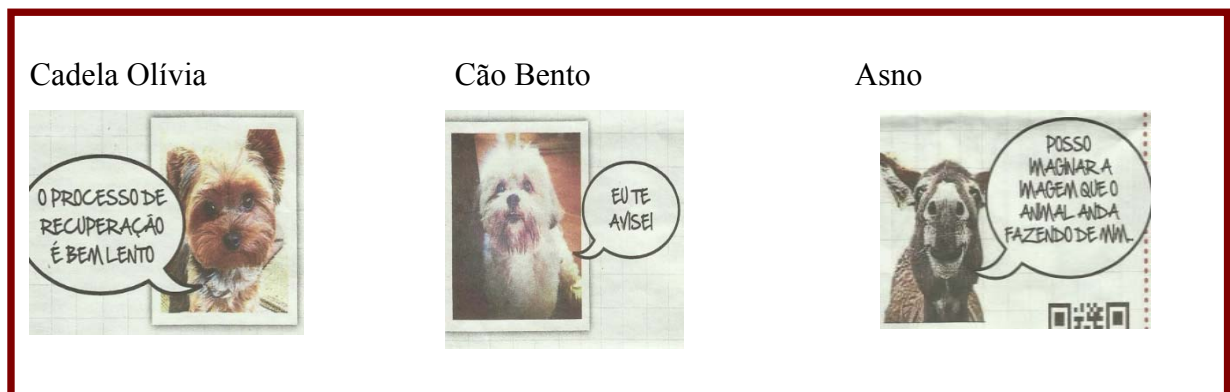 Cadela Olívia
Cão Bento
Asno
O PROCESSO DE
RECUPERAÇÃO
É BEM LENTO
EU TE
AVISEI
POSSO
IMAGINAR A
IMAGEM QUE O
ANIMAL ANDA
FAZENDO DE MIM...